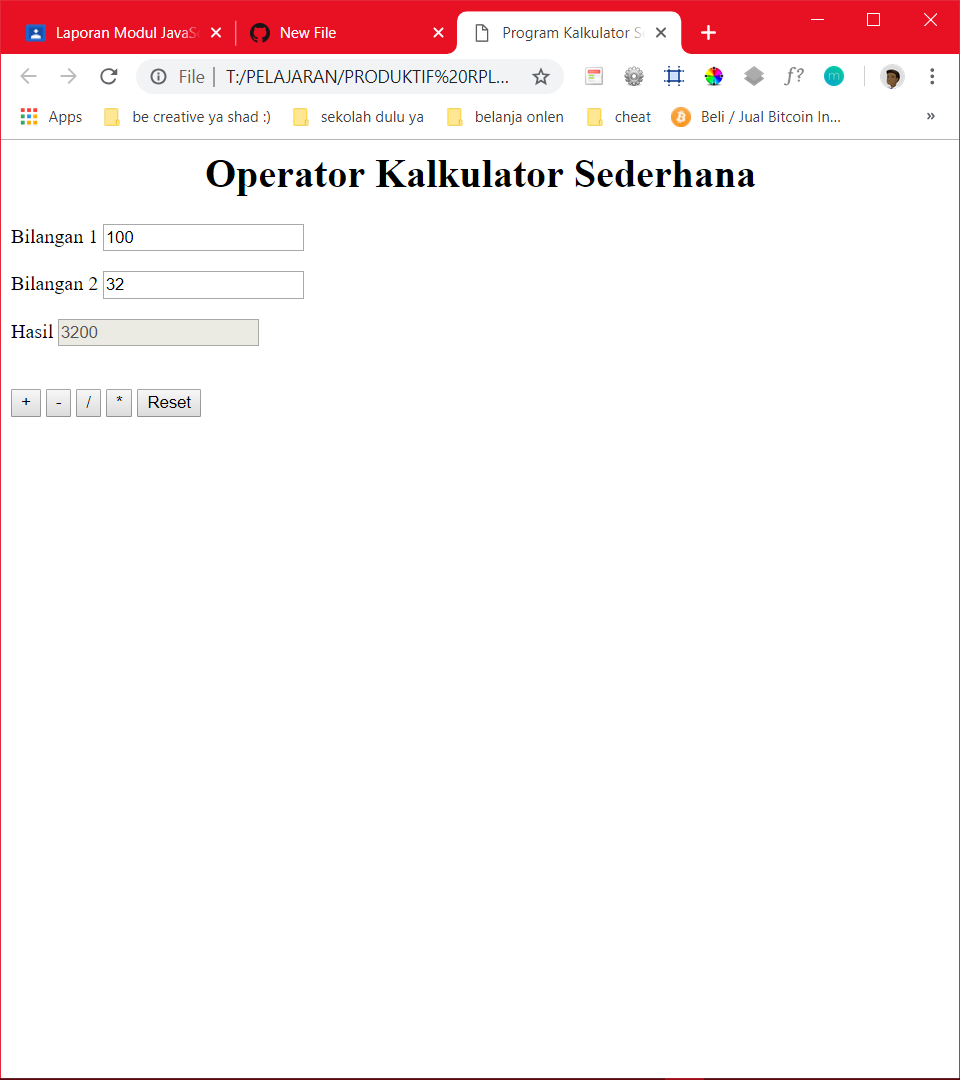 Laporan Modul JavaSc
New File
Program Kalkulator S
File | T:/PELAJARAN/PRODUKTIF%20RPL...
f?
m
Apps
be creative ya shad :)
sekolah dulu ya
belanja onlen
cheat
Beli / Jual Bitcoin In...
»
Operator Kalkulator Sederhana
Bilangan 1 100
Bilangan 2 32
Hasil 3200
+ - / * Reset